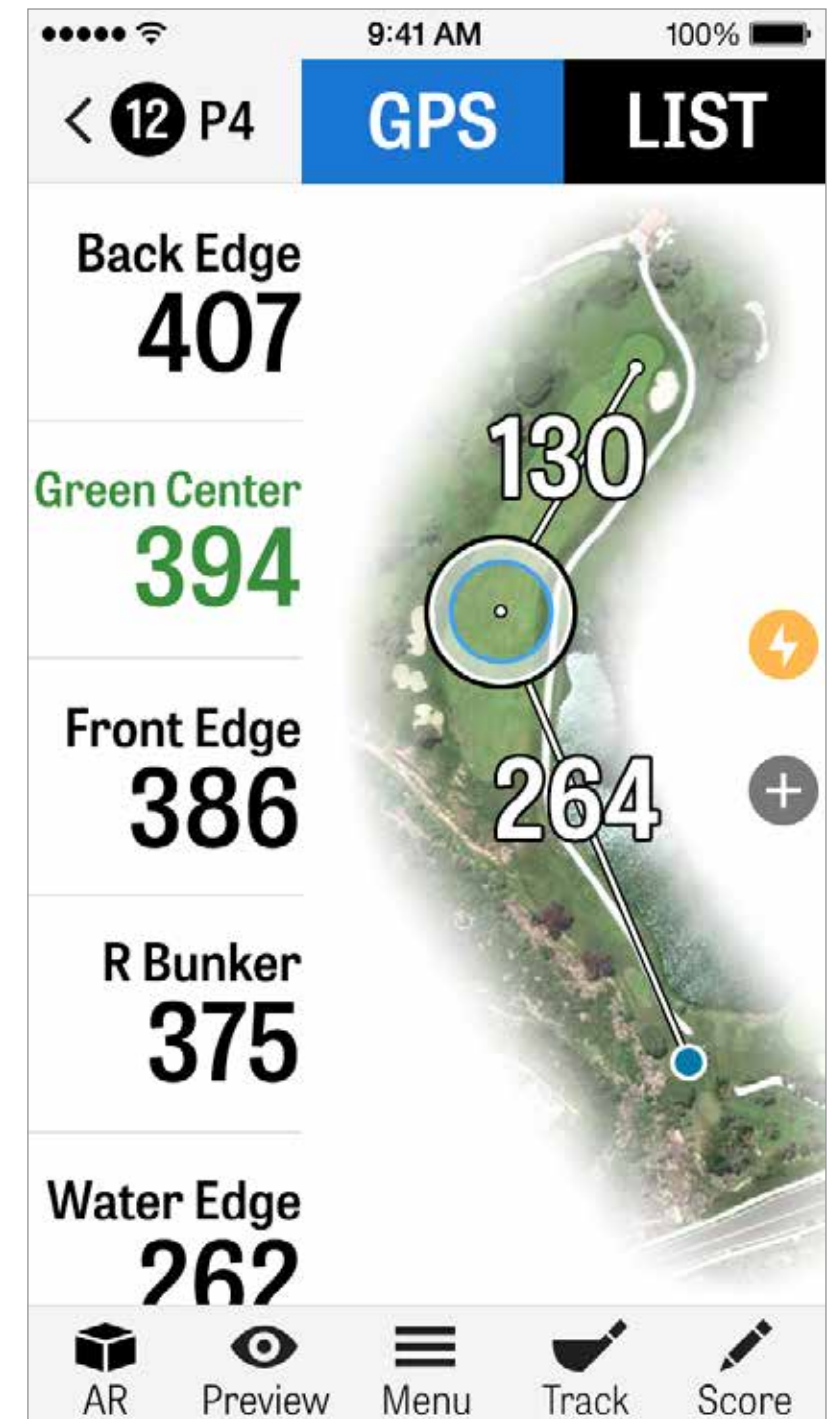 9:41 AM 100%
12 P4 GPS LIST
Back Edge
407
Green Center
394
Front Edge
386
R Bunker
375
Water Edge
262
130
264
AR Preview Menu Track Score